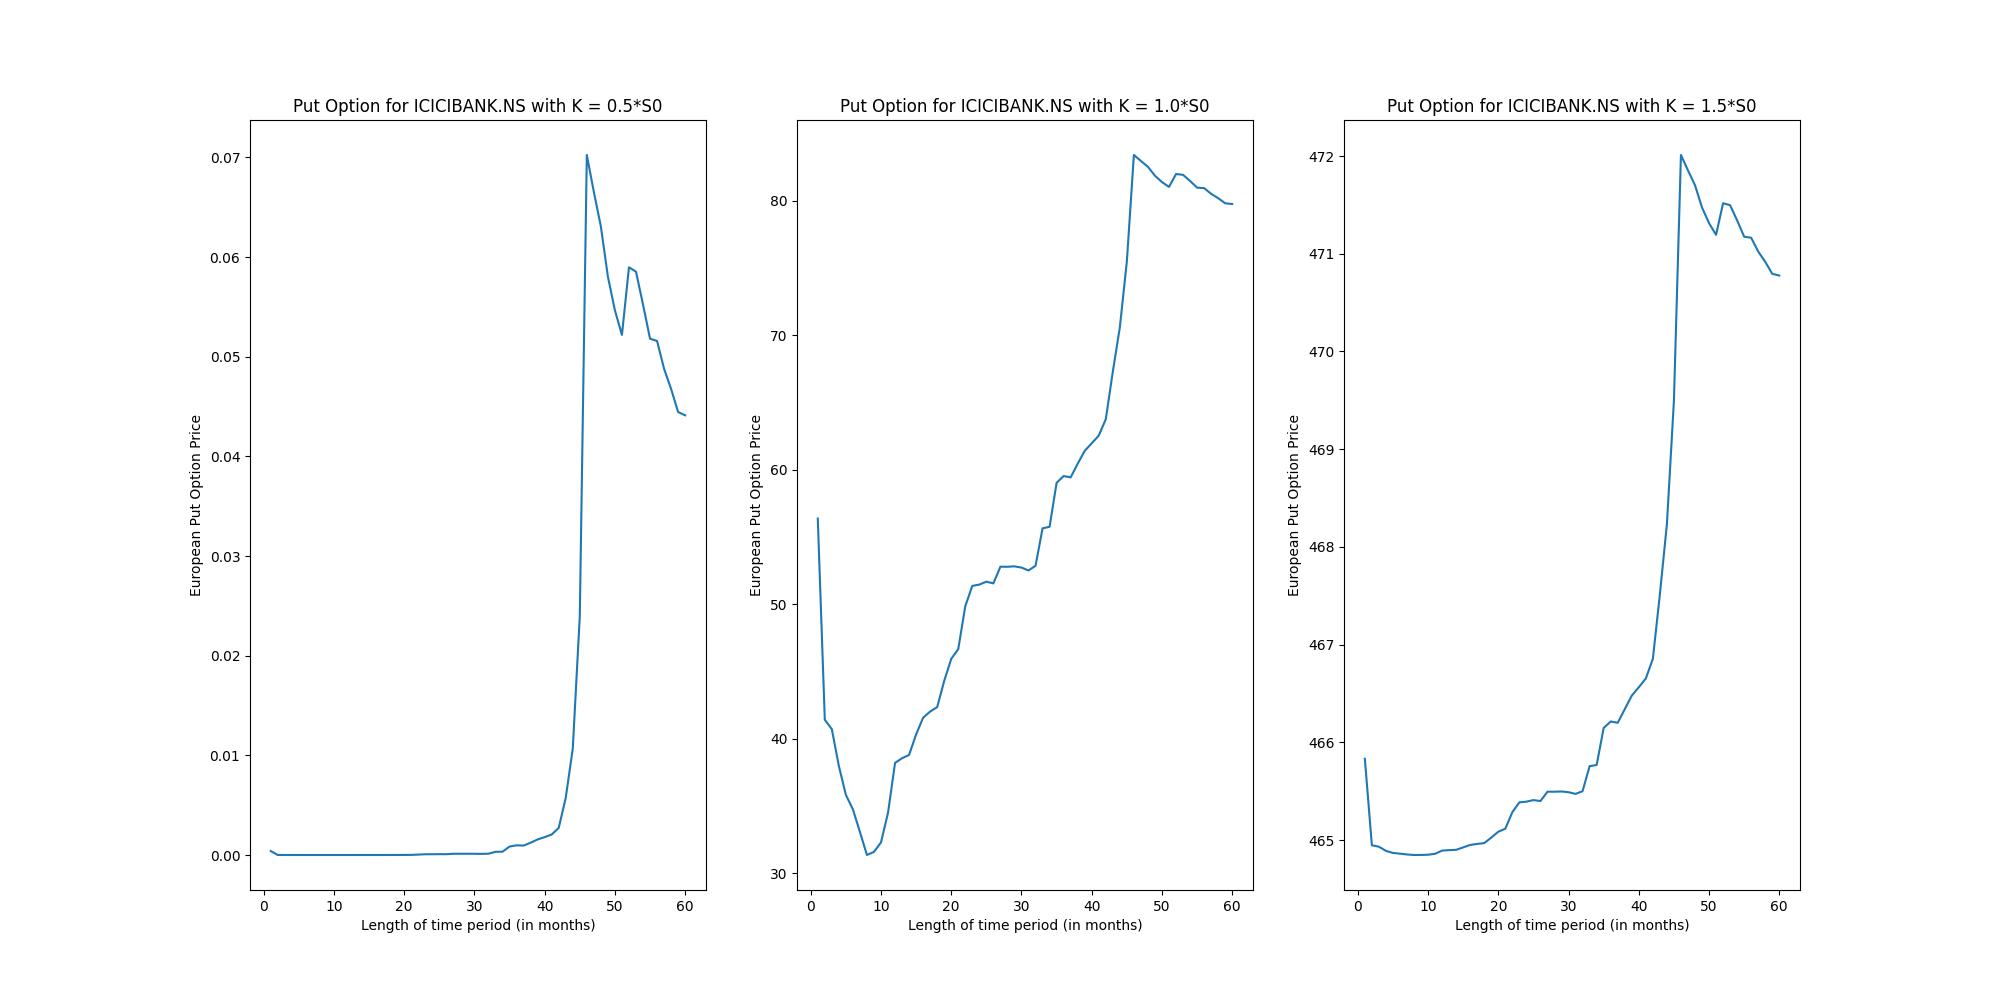 Put Option for ICICIBANK.NS with K = 0.5*S0
European Put Option Price
0.07
0.06
0.05
0.04
0.03
0.02
0.01
0.00
0 10 20 30 40 50 60
Length of time period (in months)
Put Option for ICICIBANK.NS with K = 1.0*S0
European Put Option Price
80
70
60
50
40
30
0 10 20 30 40 50 60
Length of time period (in months)
Put Option for ICICIBANK.NS with K = 1.5*S0
European Put Option Price
472
471
470
469
468
467
466
465
0 10 20 30 40 50 60
Length of time period (in months)